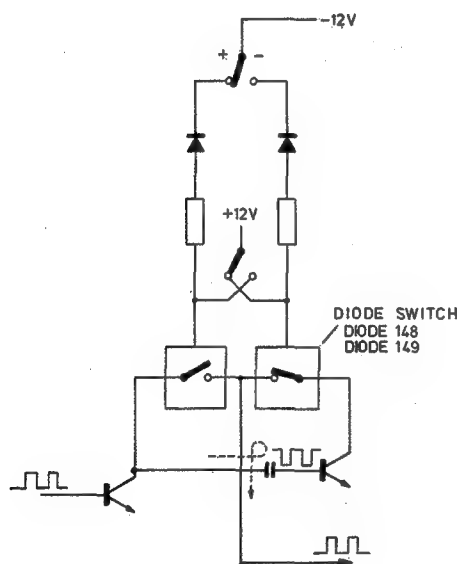 -12V
+ -
+12V
DIODE SWITCH
DIODE 148
DIODE 149